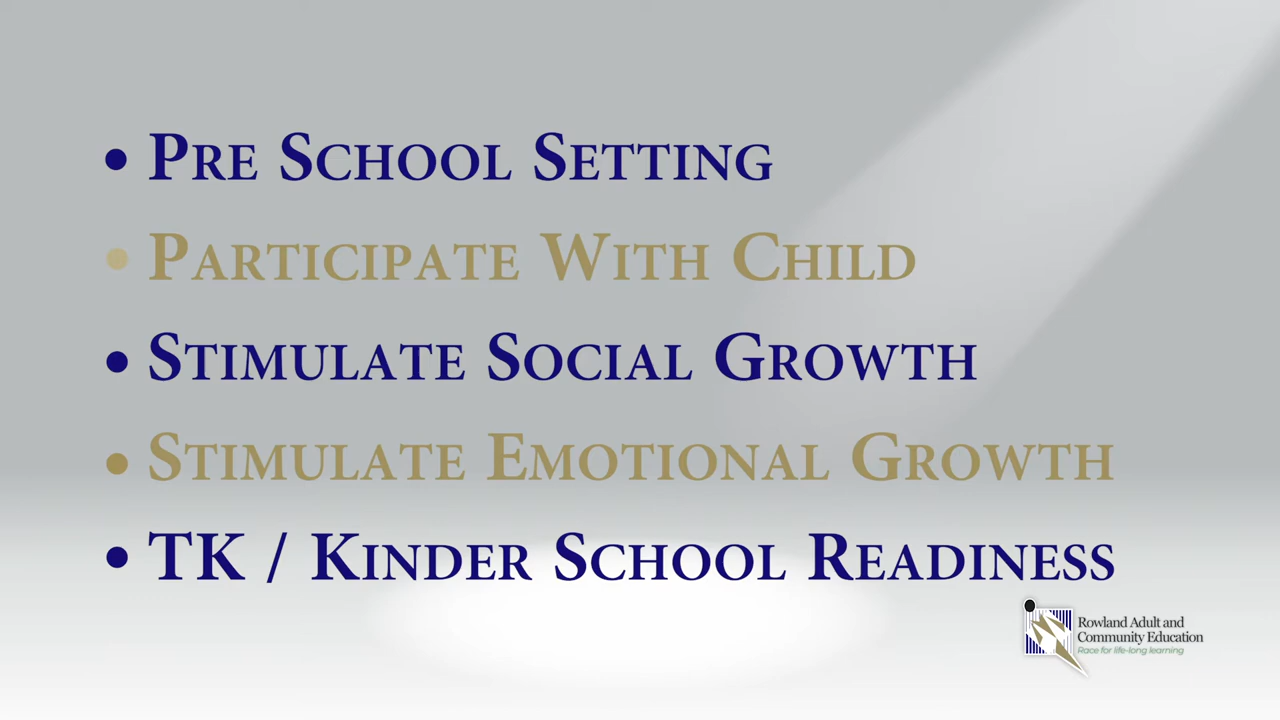 • Pre School Setting
• Participate With Child
• Stimulate Social Growth
• Stimulate Emotional Growth
• TK / Kinder School Readiness
Rowland Adult and
Community Education
Race for life-long learning